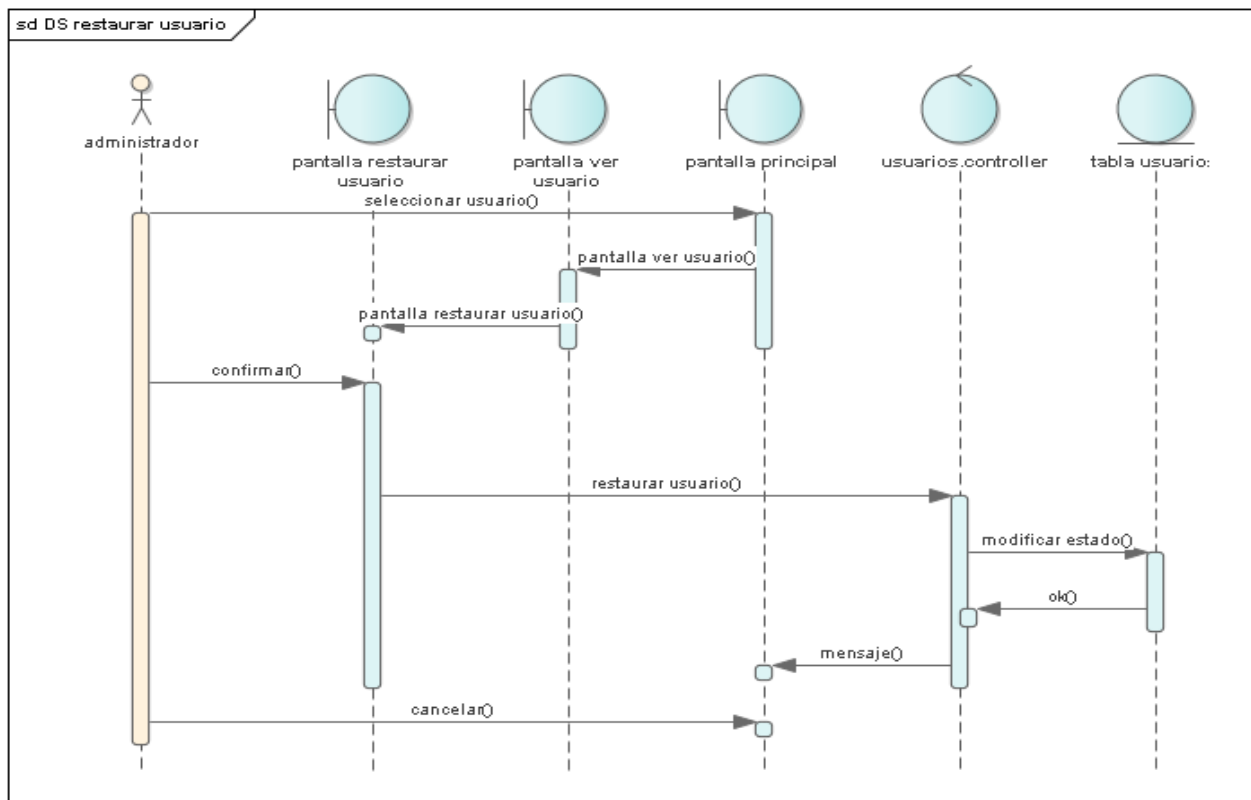 sd DS restaurar usuario
administrador
pantalla restaurar
usuario
pantalla ver
usuario
pantalla principal
usuarios.controller
tabla usuario:
seleccionar usuario()
pantalla ver usuario()
pantalla restaurar usuario()
confirmar()
restaurar usuario()
modificar estado()
ok()
mensaje()
cancelar()